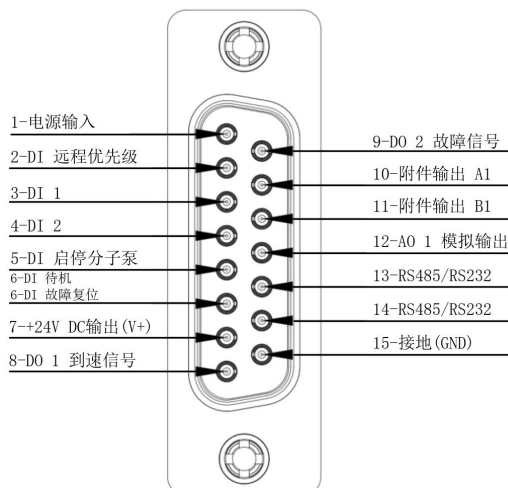 1-电源输入
2-DI 远程优先级
3-DI 1
4-DI 2
5-DI 启停分子泵
6-DI 待机
6-DI 故障复位
7-+24V DC输出(V+)
8-DO 1 到速信号
9-DO 2 故障信号
10-附件输出 A1
11-附件输出 B1
12-AO 1 模拟输出
13-RS485/RS232
14-RS485/RS232
15-接地(GND)